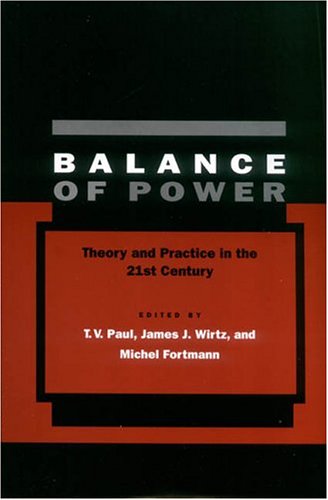 BALANCE
OF POWER
Theory and Practice in the
21st Century
EDITED BY
T. V. Paul, James J. Wirtz, and
Michel Fortmann